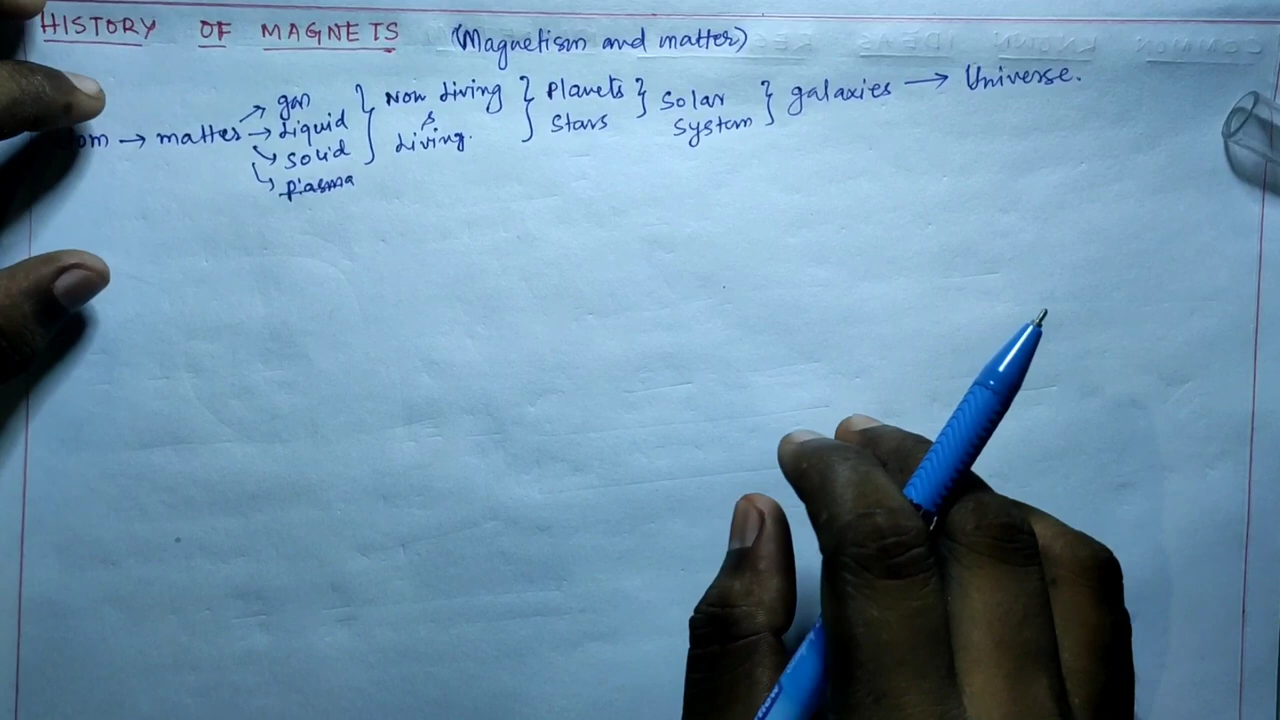 HISTORY OF MAGNETS (Magnetism and matter)
om → matter → gas → Liquid → solid → plasma } Non Living & Living. } Planets Stars } Solar System } galaxies → Universe.